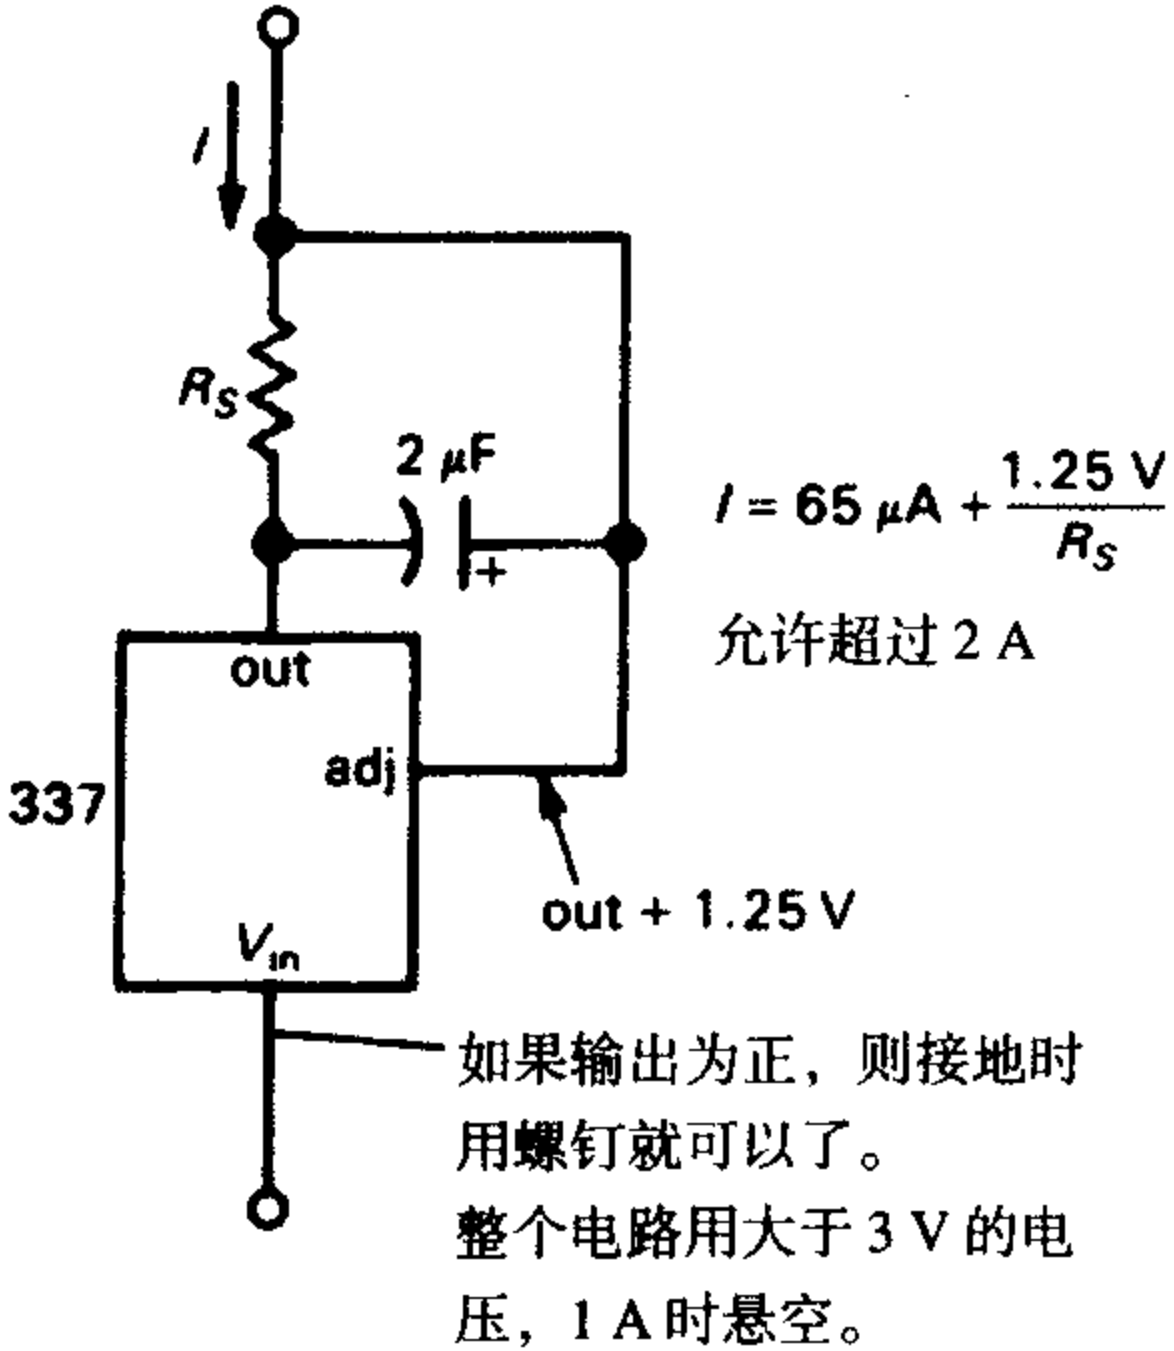 I
R_S
2 μF
+
I = 65 μA + 1.25 V / R_S
允许超过 2 A
out
adj
337
out + 1.25 V
V_in
如果输出为正，则接地时
用螺钉就可以了。
整个电路用大于 3 V 的电
压，1 A 时悬空。